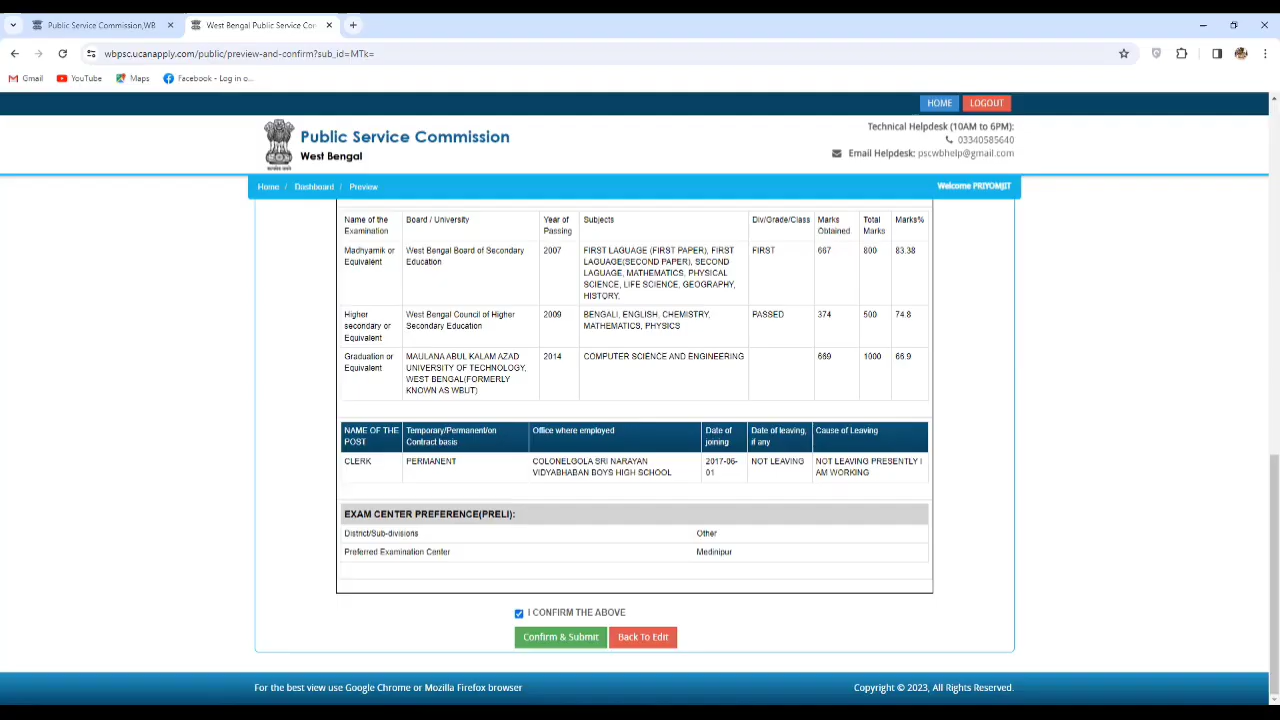 Public Service Commission,WB
West Bengal Public Service Con
wbpsc.ucanapply.com/public/preview-and-confirm?sub_id=MTk=
Gmail YouTube Maps Facebook - Log in o...
HOME LOGOUT
Public Service Commission
West Bengal
Technical Helpdesk (10AM to 6PM):
03340585640
Email Helpdesk: pscwbhelp@gmail.com
Home / Dashboard / Preview
Welcome PRIYOMJIT
Name of the Board / University Year of Subjects Div/Grade/Class Marks Total Marks%
Examination Passing Obtained Marks
Madhyamik or West Bengal Board of Secondary 2007 FIRST LAGUAGE (FIRST PAPER), FIRST FIRST 667 800 83.38
Equivalent Education LAGUAGE(SECOND PAPER), SECOND
LAGUAGE, MATHEMATICS, PHYSICAL
SCIENCE, LIFE SCIENCE, GEOGRAPHY,
HISTORY,
Higher West Bengal Council of Higher 2009 BENGALI, ENGLISH, CHEMISTRY, PASSED 374 500 74.8
secondary or Secondary Education MATHEMATICS, PHYSICS
Equivalent
Graduation or MAULANA ABUL KALAM AZAD 2014 COMPUTER SCIENCE AND ENGINEERING 669 1000 66.9
Equivalent UNIVERSITY OF TECHNOLOGY,
WEST BENGAL(FORMERLY
KNOWN AS WBUT)
NAME OF THE Temporary/Permanent/on Office where employed Date of Date of leaving, Cause of Leaving
POST Contract basis joining if any
CLERK PERMANENT COLONELGOLA SRI NARAYAN 2017-06- NOT LEAVING NOT LEAVING PRESENTLY I
VIDYABHABAN BOYS HIGH SCHOOL 01 AM WORKING
EXAM CENTER PREFERENCE(PRELI):
District/Sub-divisions Other
Preferred Examination Center Medinipur
I CONFIRM THE ABOVE
Confirm & Submit Back To Edit
For the best view use Google Chrome or Mozilla Firefox browser
Copyright © 2023, All Rights Reserved.